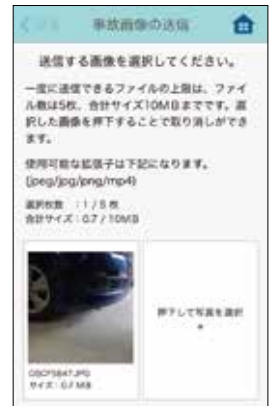 事故画像の送信
送信する画像を選択してください。
一度に送信できるファイルの上限は、ファイ
ル数は5枚、合計サイズ10MBまでです。選
択した画像を押下することで取り消しができ
ます。
使用可能な拡張子は下記になります。
(jpeg/jpg/png/mp4)
選択枚数 :1 / 5 枚
合計サイズ:0.7 / 10MB
押下して写真を選択
+
DSCF5847.JPG
サイズ:0.7 MB